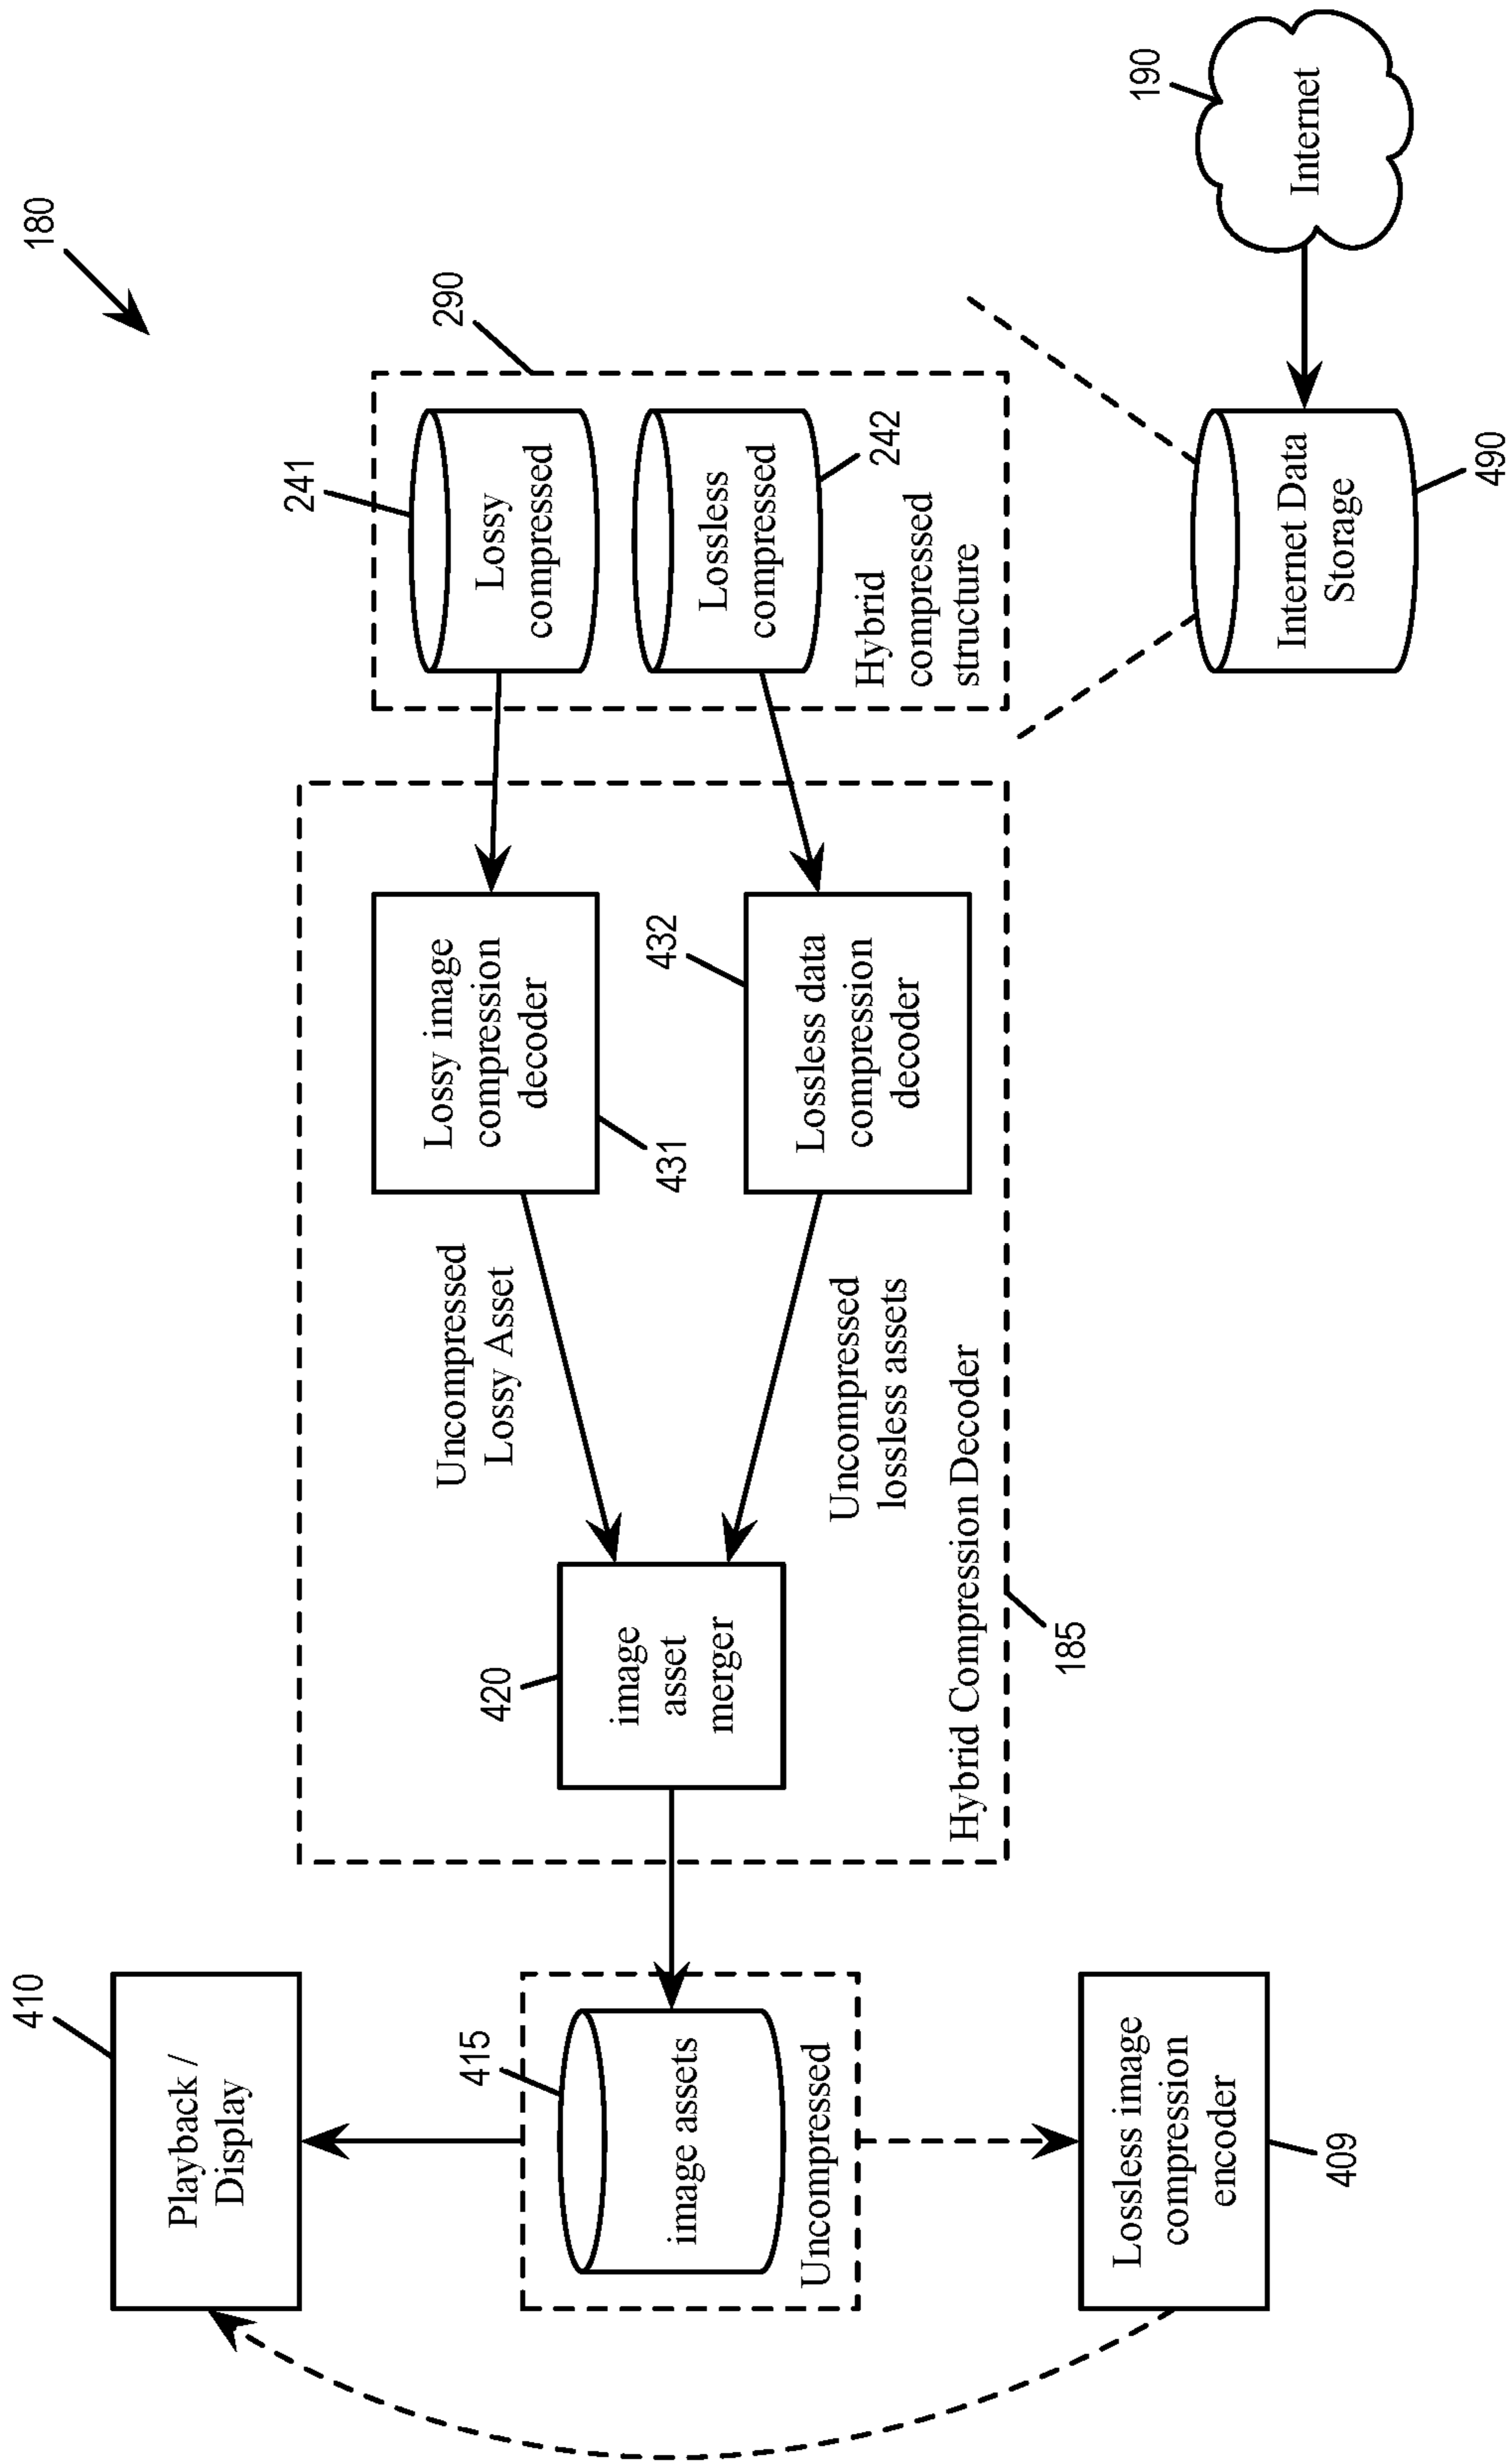 180
410
Playback /
Display
415
image assets
Uncompressed
Lossless image
compression
encoder
409
420
image
asset
merger
Uncompressed
Lossy Asset
Uncompressed
lossless assets
Hybrid Compression Decoder
185
Lossy image
compression
decoder
431
432
Lossless data
compression
decoder
290
241
Lossy
compressed
Lossless
compressed
242
Hybrid
compressed
structure
Internet Data
Storage
490
190
Internet